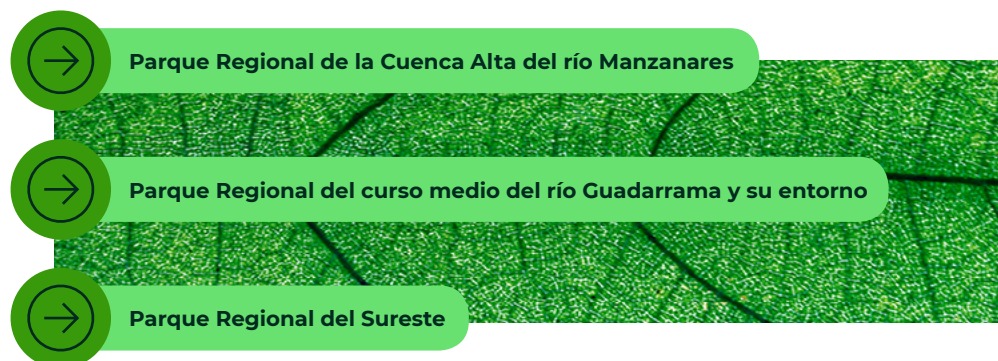 Parque Regional de la Cuenca Alta del río Manzanares
Parque Regional del curso medio del río Guadarrama y su entorno
Parque Regional del Sureste